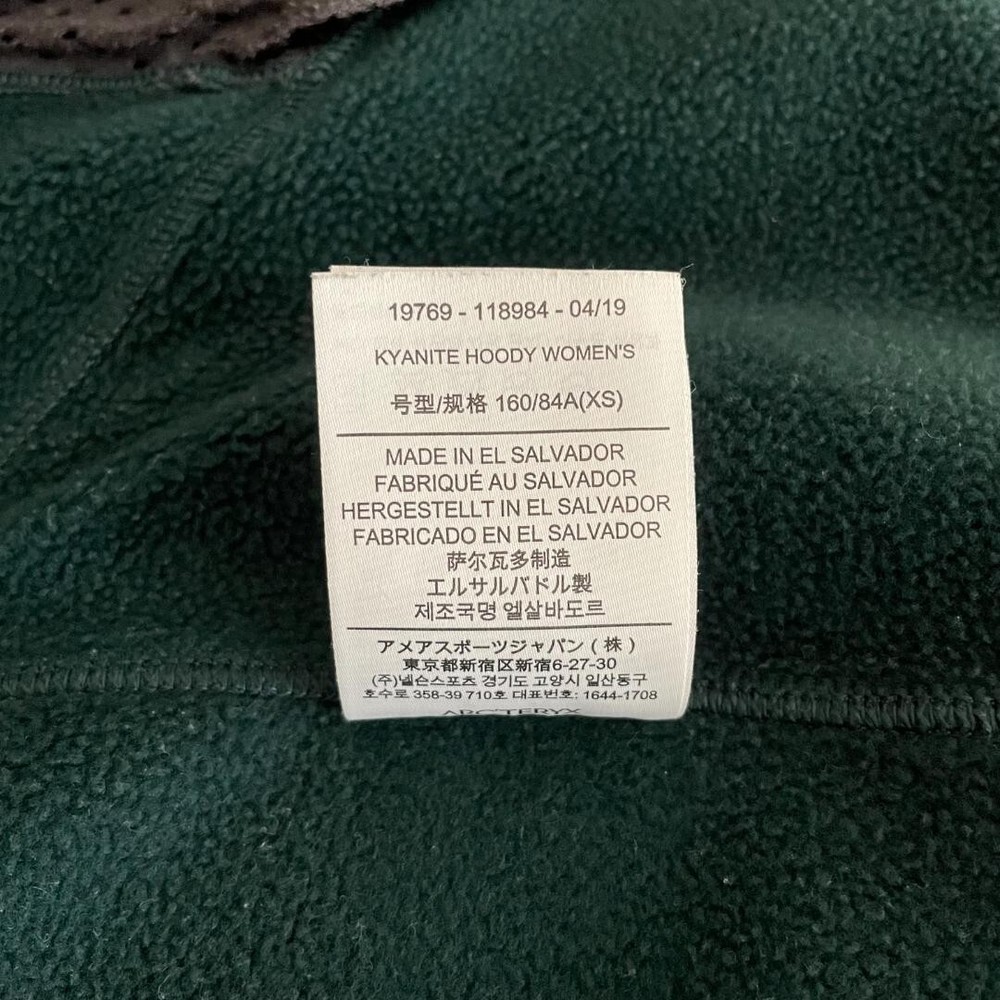 19769 - 118984 - 04/19
KYANITE HOODY WOMEN'S
号型/规格 160/84A(XS)
MADE IN EL SALVADOR
FABRIQUÉ AU SALVADOR
HERGESTELLT IN EL SALVADOR
FABRICADO EN EL SALVADOR
萨尔瓦多制造
エルサルバドル製
제조국명 엘살바도르
アメアスポーツジャパン ( 株 )
東京都新宿区新宿6-27-30
(주)넬슨스포츠 경기도 고양시 일산동구
호수로 358-39 710호 대표번호: 1644-1708
ARC'TERYX